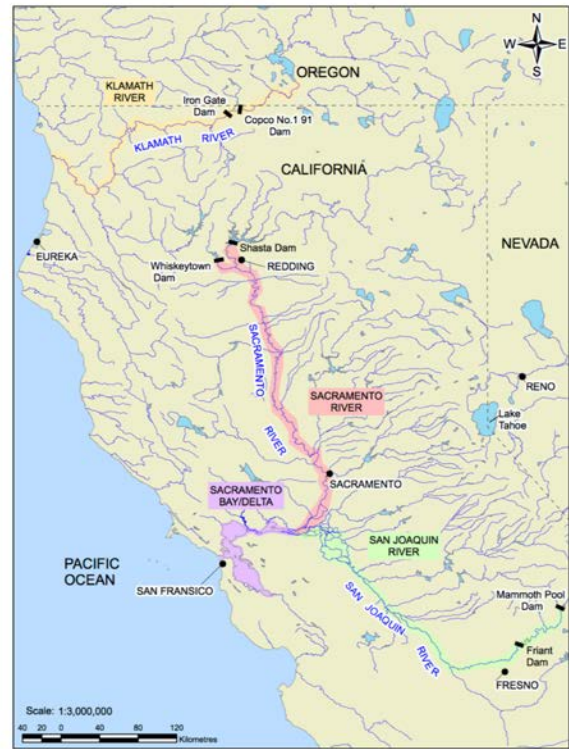 N
W E
S
OREGON
KLAMATH
RIVER
Iron Gate
Dam
Copco No.1 91
Dam
KLAMATH RIVER
CALIFORNIA
NEVADA
EUREKA
Shasta Dam
Whiskeytown
Dam
REDDING
SACRAMENTO
RIVER
SACRAMENTO
RIVER
RENO
Lake
Tahoe
SACRAMENTO
SACRAMENTO
BAY/DELTA
SAN JOAQUIN
RIVER
PACIFIC
OCEAN
SAN FRANSICO
SAN JOAQUIN
RIVER
Mammoth Pool
Dam
Friant
Dam
FRESNO
Scale: 1:3,000,000
40 20 0 40 80 120
Kilometres